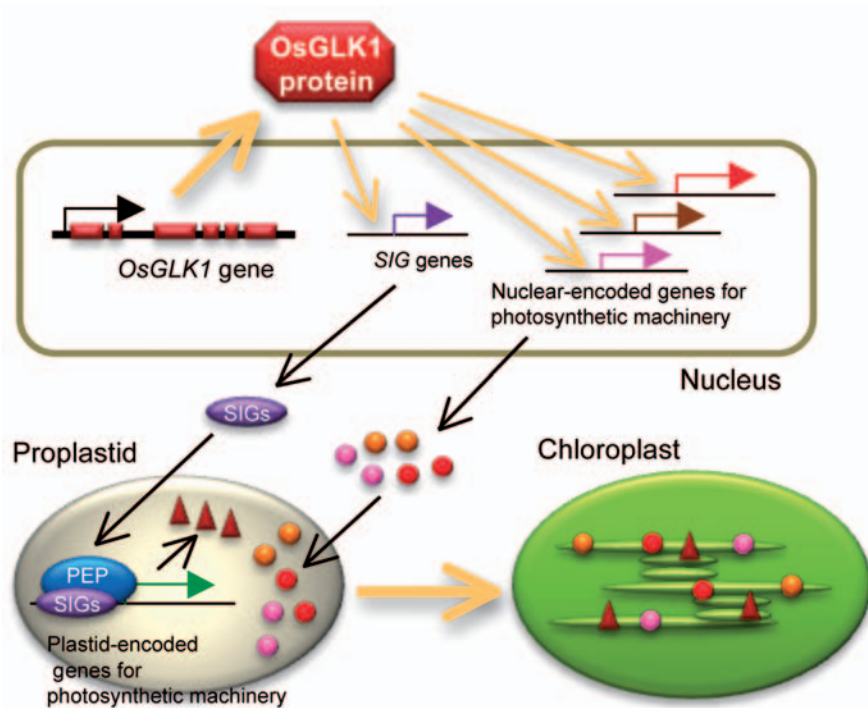 OsGLK1
protein
OsGLK1 gene
SIG genes
Nuclear-encoded genes for
photosynthetic machinery
Nucleus
SIGs
Proplastid
Chloroplast
PEP
SIGs
Plastid-encoded
genes for
photosynthetic machinery